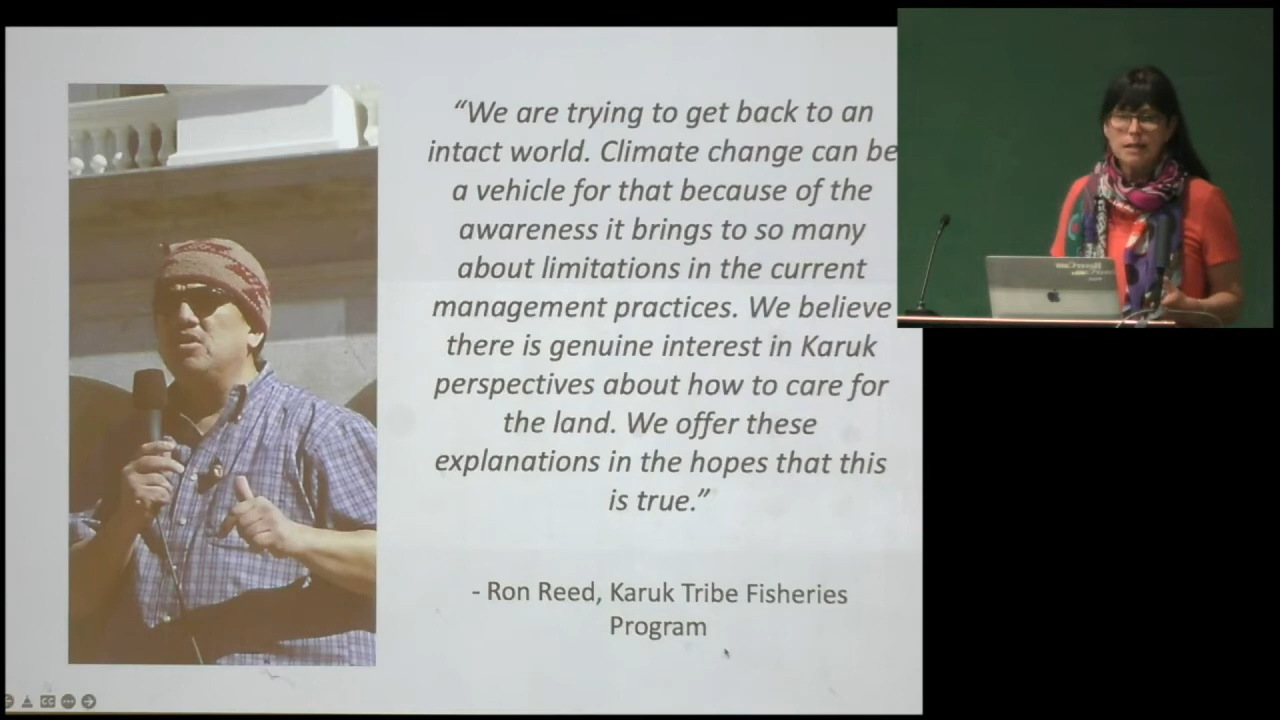 “We are trying to get back to an
intact world. Climate change can be
a vehicle for that because of the
awareness it brings to so many
about limitations in the current
management practices. We believe
there is genuine interest in Karuk
perspectives about how to care for
the land. We offer these
explanations in the hopes that this
is true.”
- Ron Reed, Karuk Tribe Fisheries
Program
CC